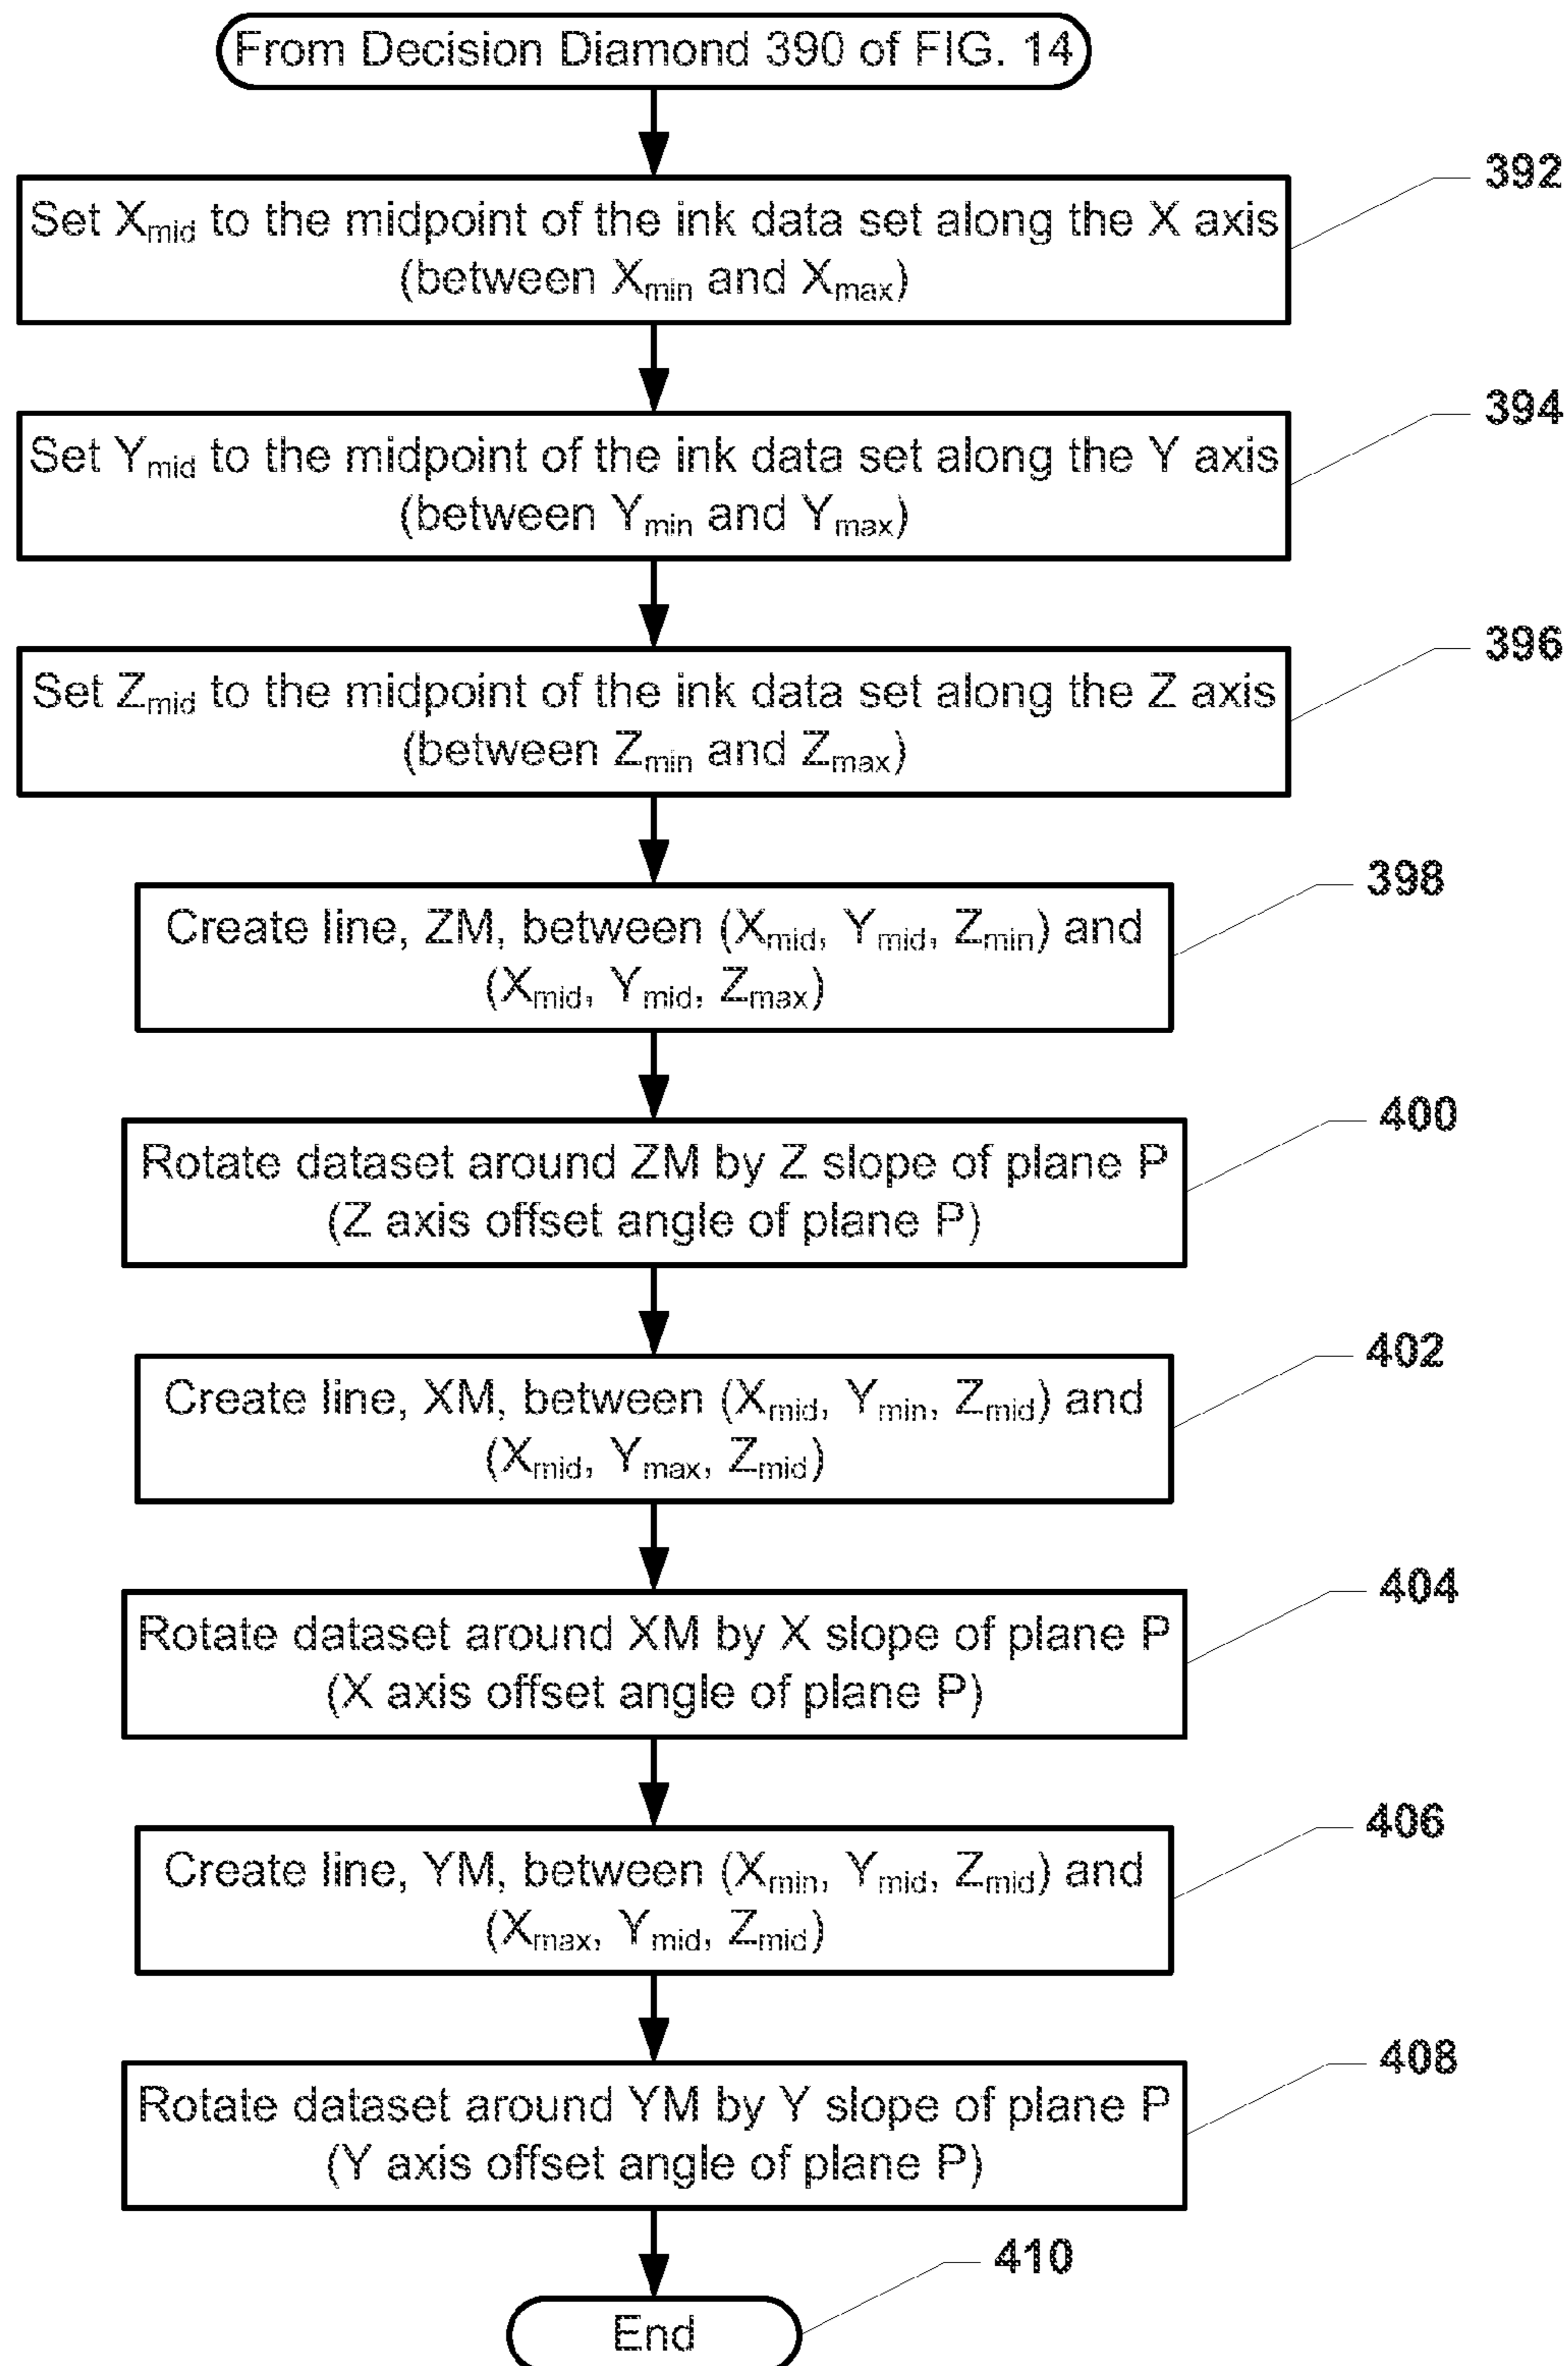 From Decision Diamond 390 of FIG. 14
392
Set Xmid to the midpoint of the ink data set along the X axis
(between Xmin and Xmax)
394
Set Ymid to the midpoint of the ink data set along the Y axis
(between Ymin and Ymax)
396
Set Zmid to the midpoint of the ink data set along the Z axis
(between Zmin and Zmax)
398
Create line, ZM, between (Xmid, Ymid, Zmin) and
(Xmid, Ymid, Zmax)
400
Rotate dataset around ZM by Z slope of plane P
(Z axis offset angle of plane P)
402
Create line, XM, between (Xmid, Ymin, Zmid) and
(Xmid, Ymax, Zmid)
404
Rotate dataset around XM by X slope of plane P
(X axis offset angle of plane P)
406
Create line, YM, between (Xmin, Ymid, Zmid) and
(Xmax, Ymid, Zmid)
408
Rotate dataset around YM by Y slope of plane P
(Y axis offset angle of plane P)
410
End